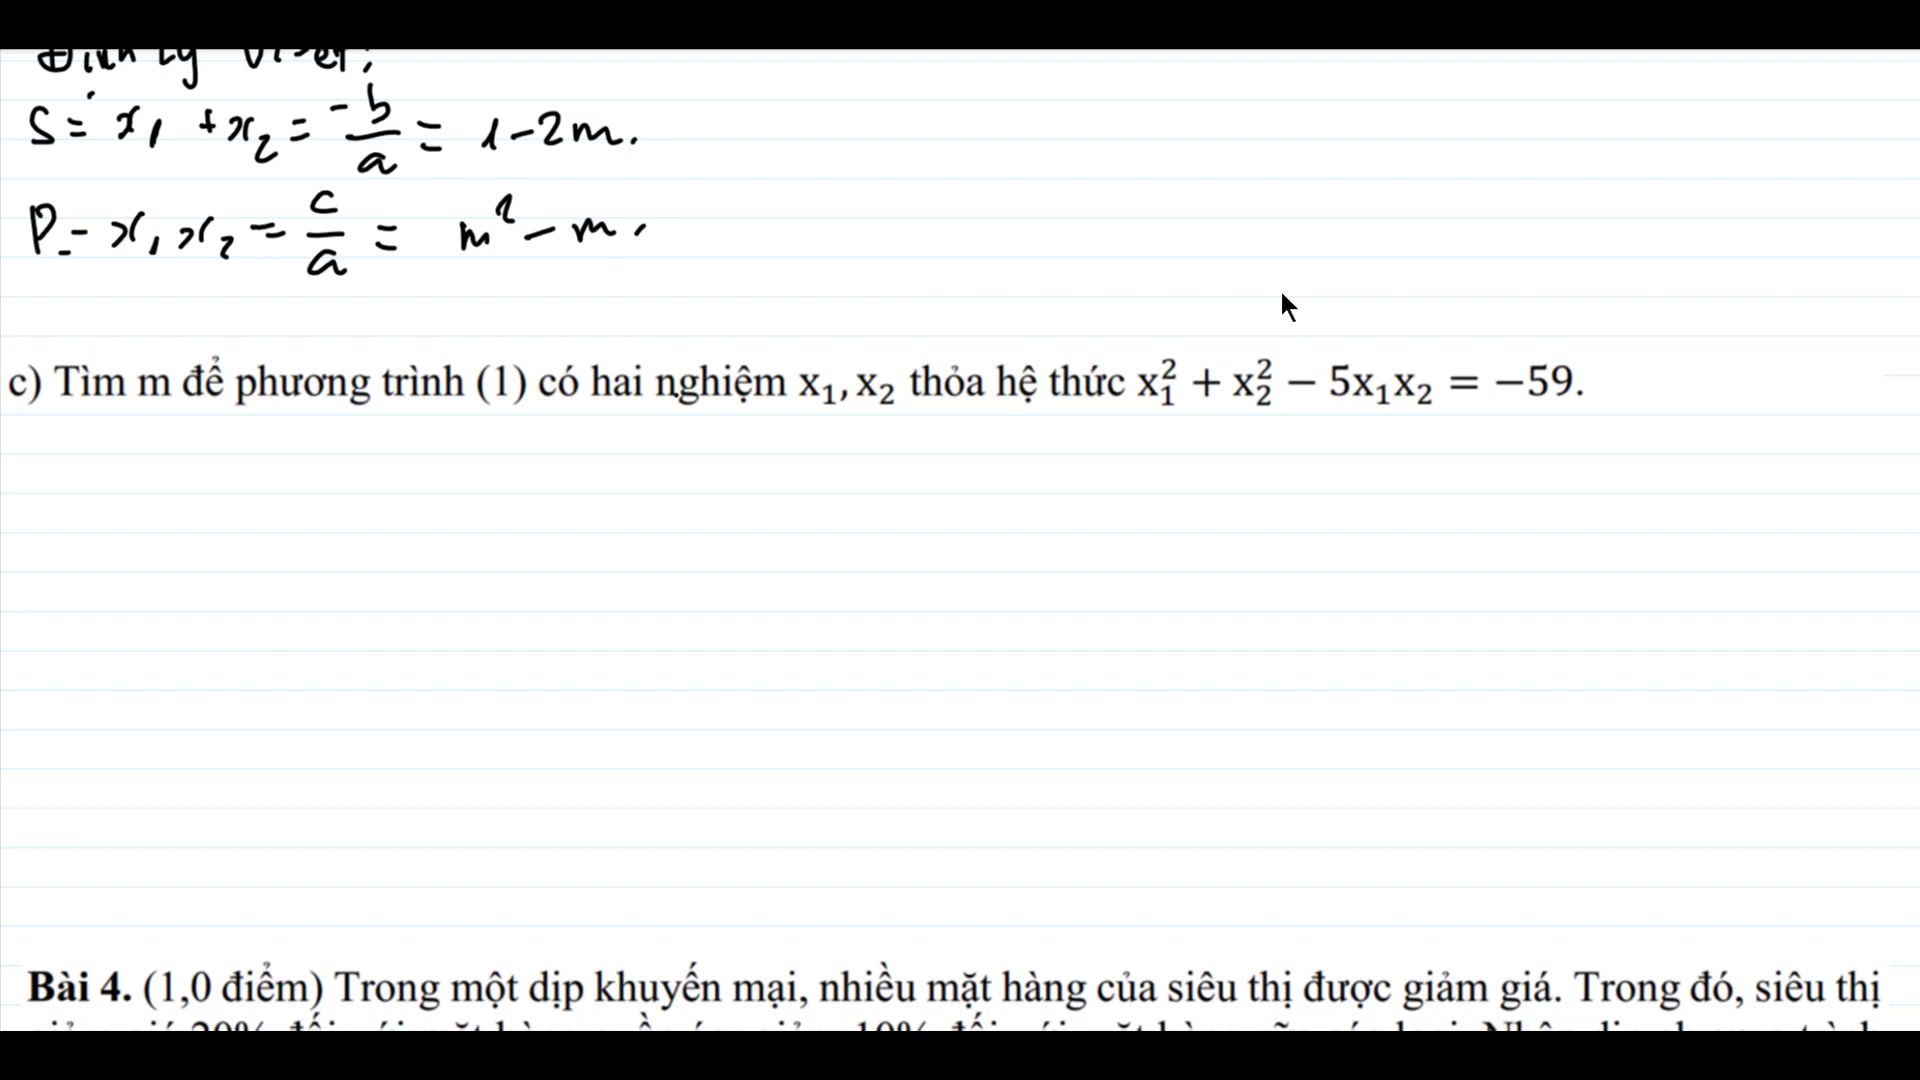 S = x₁ + x₂ = -b/a = 1-2m.
P = x₁x₂ = c/a = m² - m.
c) Tìm m để phương trình (1) có hai nghiệm x₁, x₂ thỏa hệ thức x₁² + x₂² − 5x₁x₂ = −59.
Bài 4. (1,0 điểm) Trong một dịp khuyến mại, nhiều mặt hàng của siêu thị được giảm giá. Trong đó, siêu thị